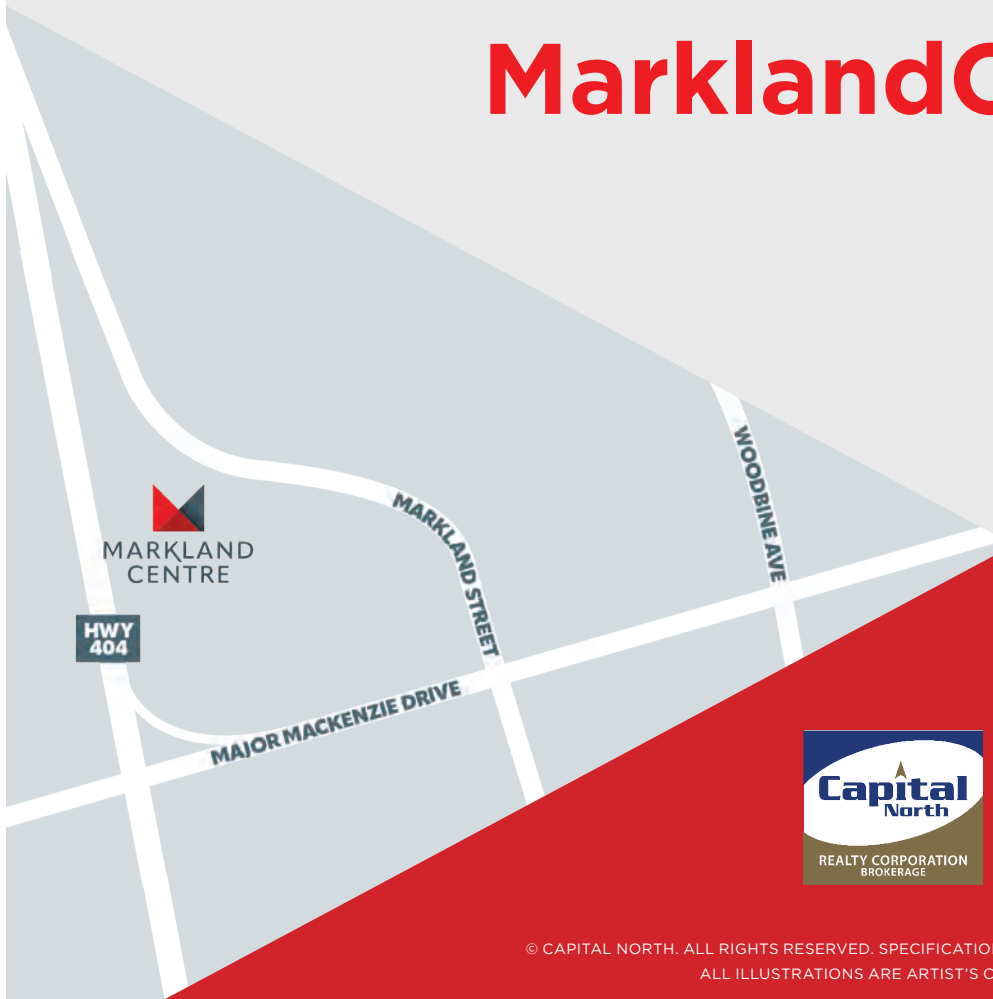 MarklandC
WOODBINE AVE
MARKLAND STREET
MARKLAND
CENTRE
HWY
404
MAJOR MACKENZIE DRIVE
Capital
North
REALTY CORPORATION
BROKERAGE
© CAPITAL NORTH. ALL RIGHTS RESERVED. SPECIFICATIO
ALL ILLUSTRATIONS ARE ARTIST'S C